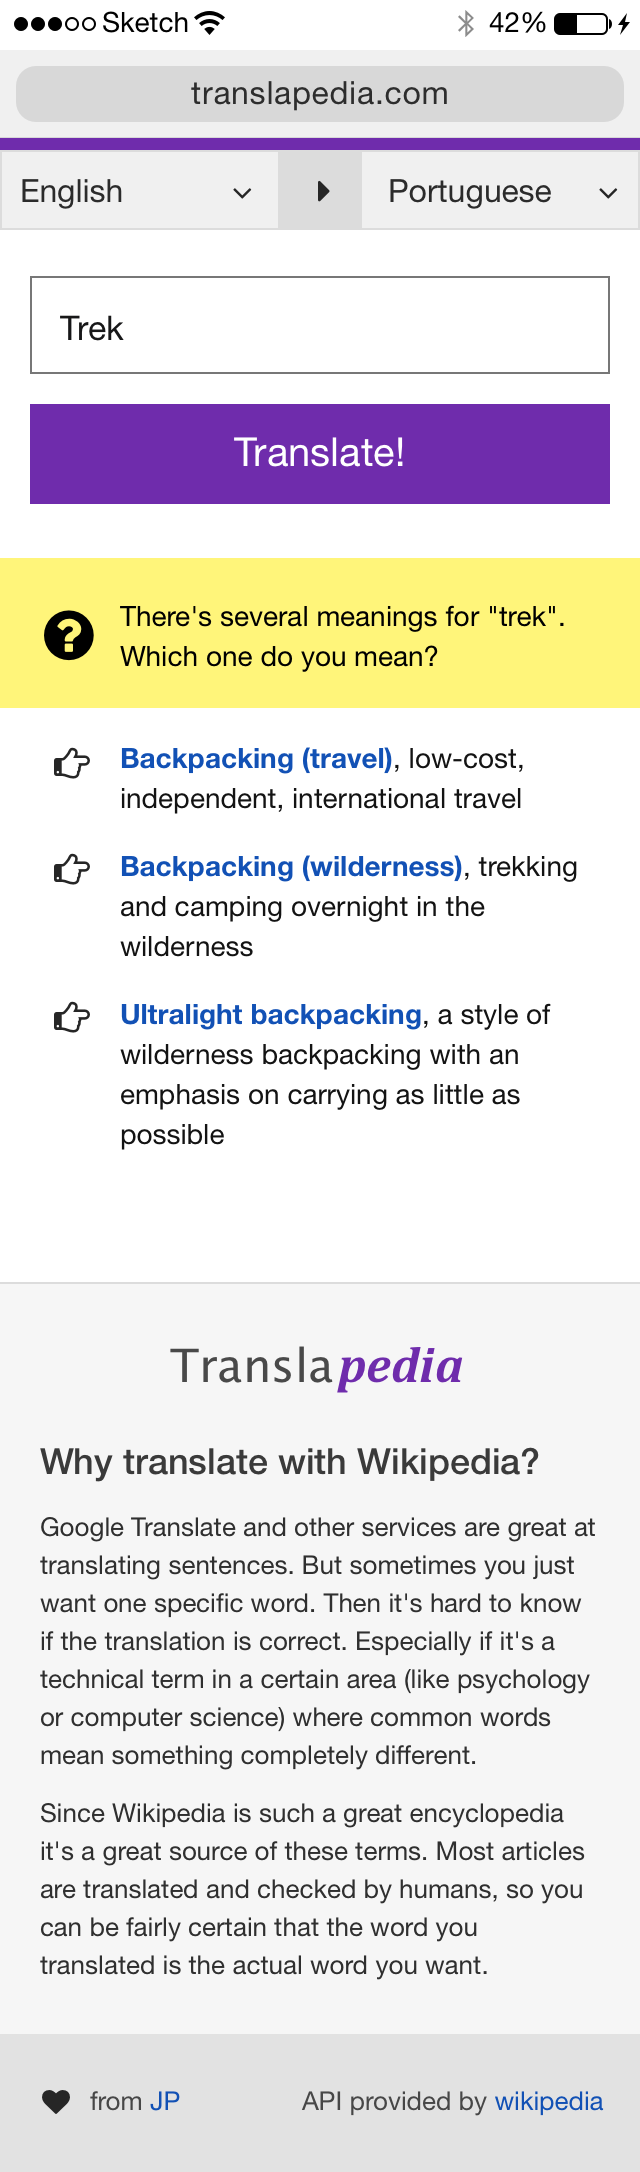 Sketch 42%
translapedia.com
English Portuguese
Trek
Translate!
There's several meanings for "trek".
Which one do you mean?
Backpacking (travel), low-cost,
independent, international travel
Backpacking (wilderness), trekking
and camping overnight in the
wilderness
Ultralight backpacking, a style of
wilderness backpacking with an
emphasis on carrying as little as
possible
Translapedia
Why translate with Wikipedia?
Google Translate and other services are great at
translating sentences. But sometimes you just
want one specific word. Then it's hard to know
if the translation is correct. Especially if it's a
technical term in a certain area (like psychology
or computer science) where common words
mean something completely different.
Since Wikipedia is such a great encyclopedia
it's a great source of these terms. Most articles
are translated and checked by humans, so you
can be fairly certain that the word you
translated is the actual word you want.
from JP API provided by wikipedia